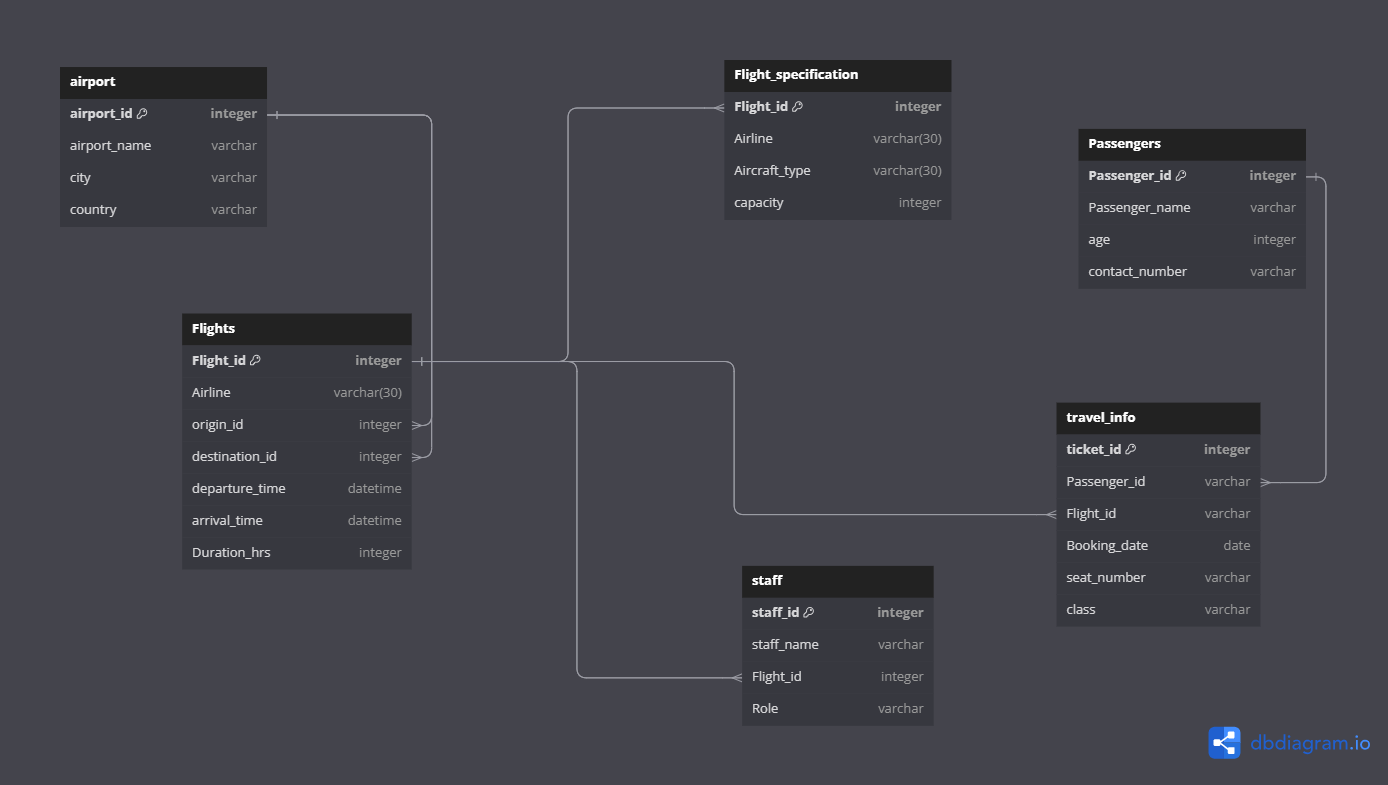 airport
airport_id integer
airport_name varchar
city varchar
country varchar
Flight_specification
Flight_id integer
Airline varchar(30)
Aircraft_type varchar(30)
capacity integer
Passengers
Passenger_id integer
Passenger_name varchar
age integer
contact_number varchar
Flights
Flight_id integer
Airline varchar(30)
origin_id integer
destination_id integer
departure_time datetime
arrival_time datetime
Duration_hrs integer
travel_info
ticket_id integer
Passenger_id varchar
Flight_id varchar
Booking_date date
seat_number varchar
class varchar
staff
staff_id integer
staff_name varchar
Flight_id integer
Role varchar
dbdiagram.io